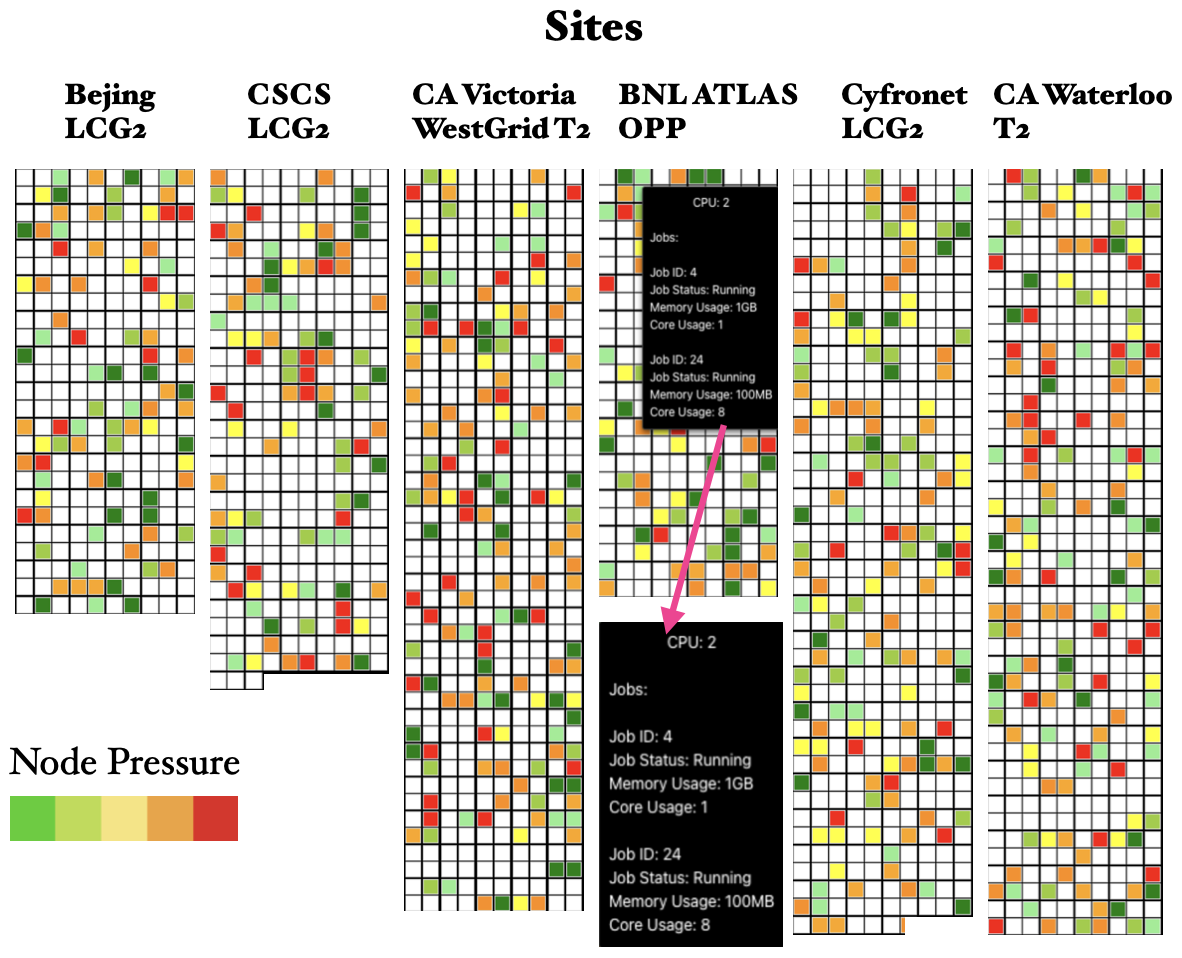 Sites
Bejing
LCG2
CSCS
LCG2
CA Victoria
WestGrid T2
BNL ATLAS
OPP
Cyfronet
LCG2
CA Waterloo
T2
CPU: 2
Jobs:
Job ID: 4
Job Status: Running
Memory Usage: 1GB
Core Usage: 1
Job ID: 24
Job Status: Running
Memory Usage: 100MB
Core Usage: 8
CPU: 2
Jobs:
Job ID: 4
Job Status: Running
Memory Usage: 1GB
Core Usage: 1
Job ID: 24
Job Status: Running
Memory Usage: 100MB
Core Usage: 8
Node Pressure